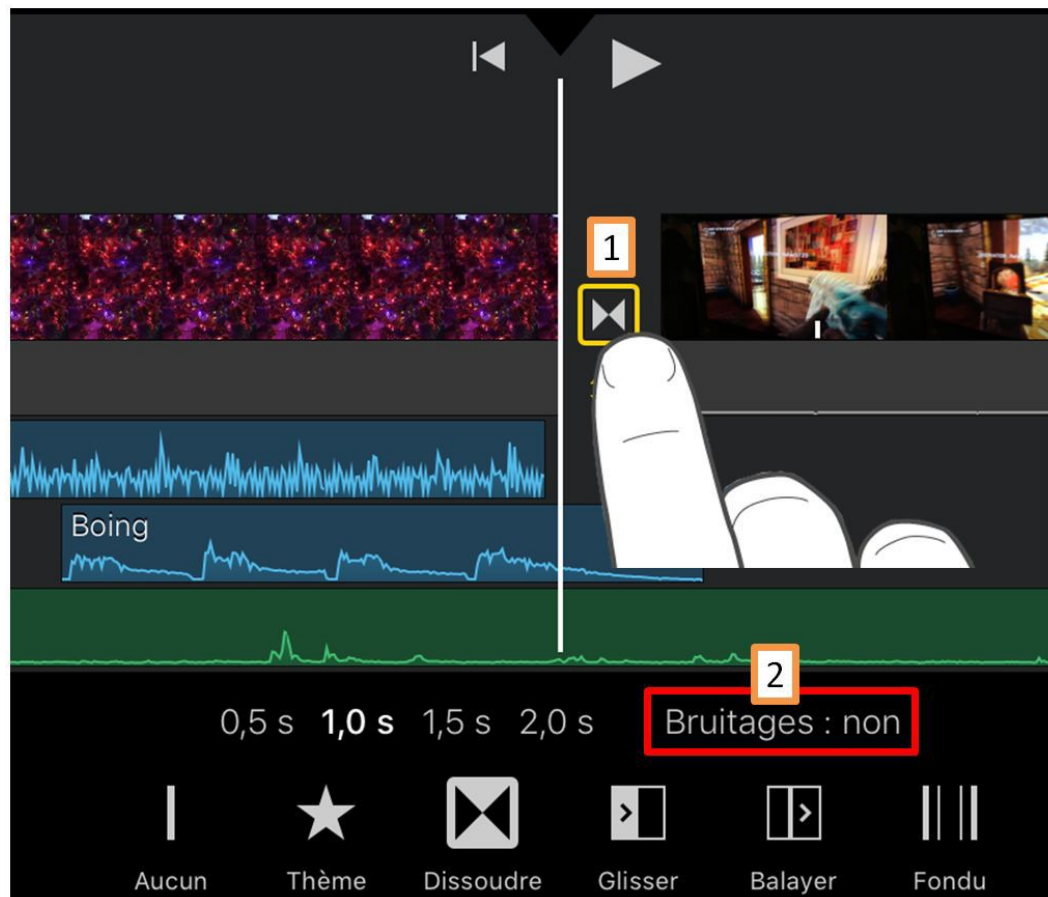 1
Boing
2
0,5 s 1,0 s 1,5 s 2,0 s Bruitages : non
Aucun Thème Dissoudre Glisser Balayer Fondu